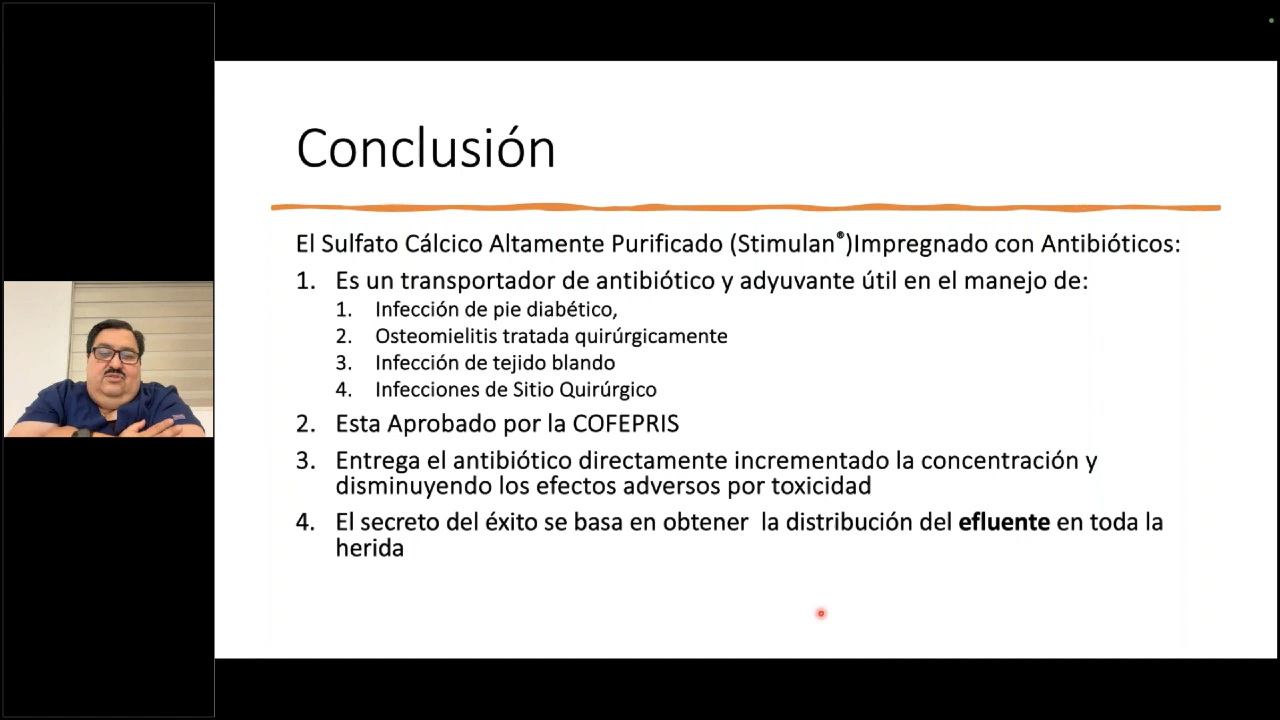 Conclusión
El Sulfato Cálcico Altamente Purificado (Stimulan®)Impregnado con Antibióticos:
1. Es un transportador de antibiótico y adyuvante útil en el manejo de:
1. Infección de pie diabético,
2. Osteomielitis tratada quirúrgicamente
3. Infección de tejido blando
4. Infecciones de Sitio Quirúrgico
2. Esta Aprobado por la COFEPRIS
3. Entrega el antibiótico directamente incrementado la concentración y
disminuyendo los efectos adversos por toxicidad
4. El secreto del éxito se basa en obtener la distribución del efluente en toda la
herida